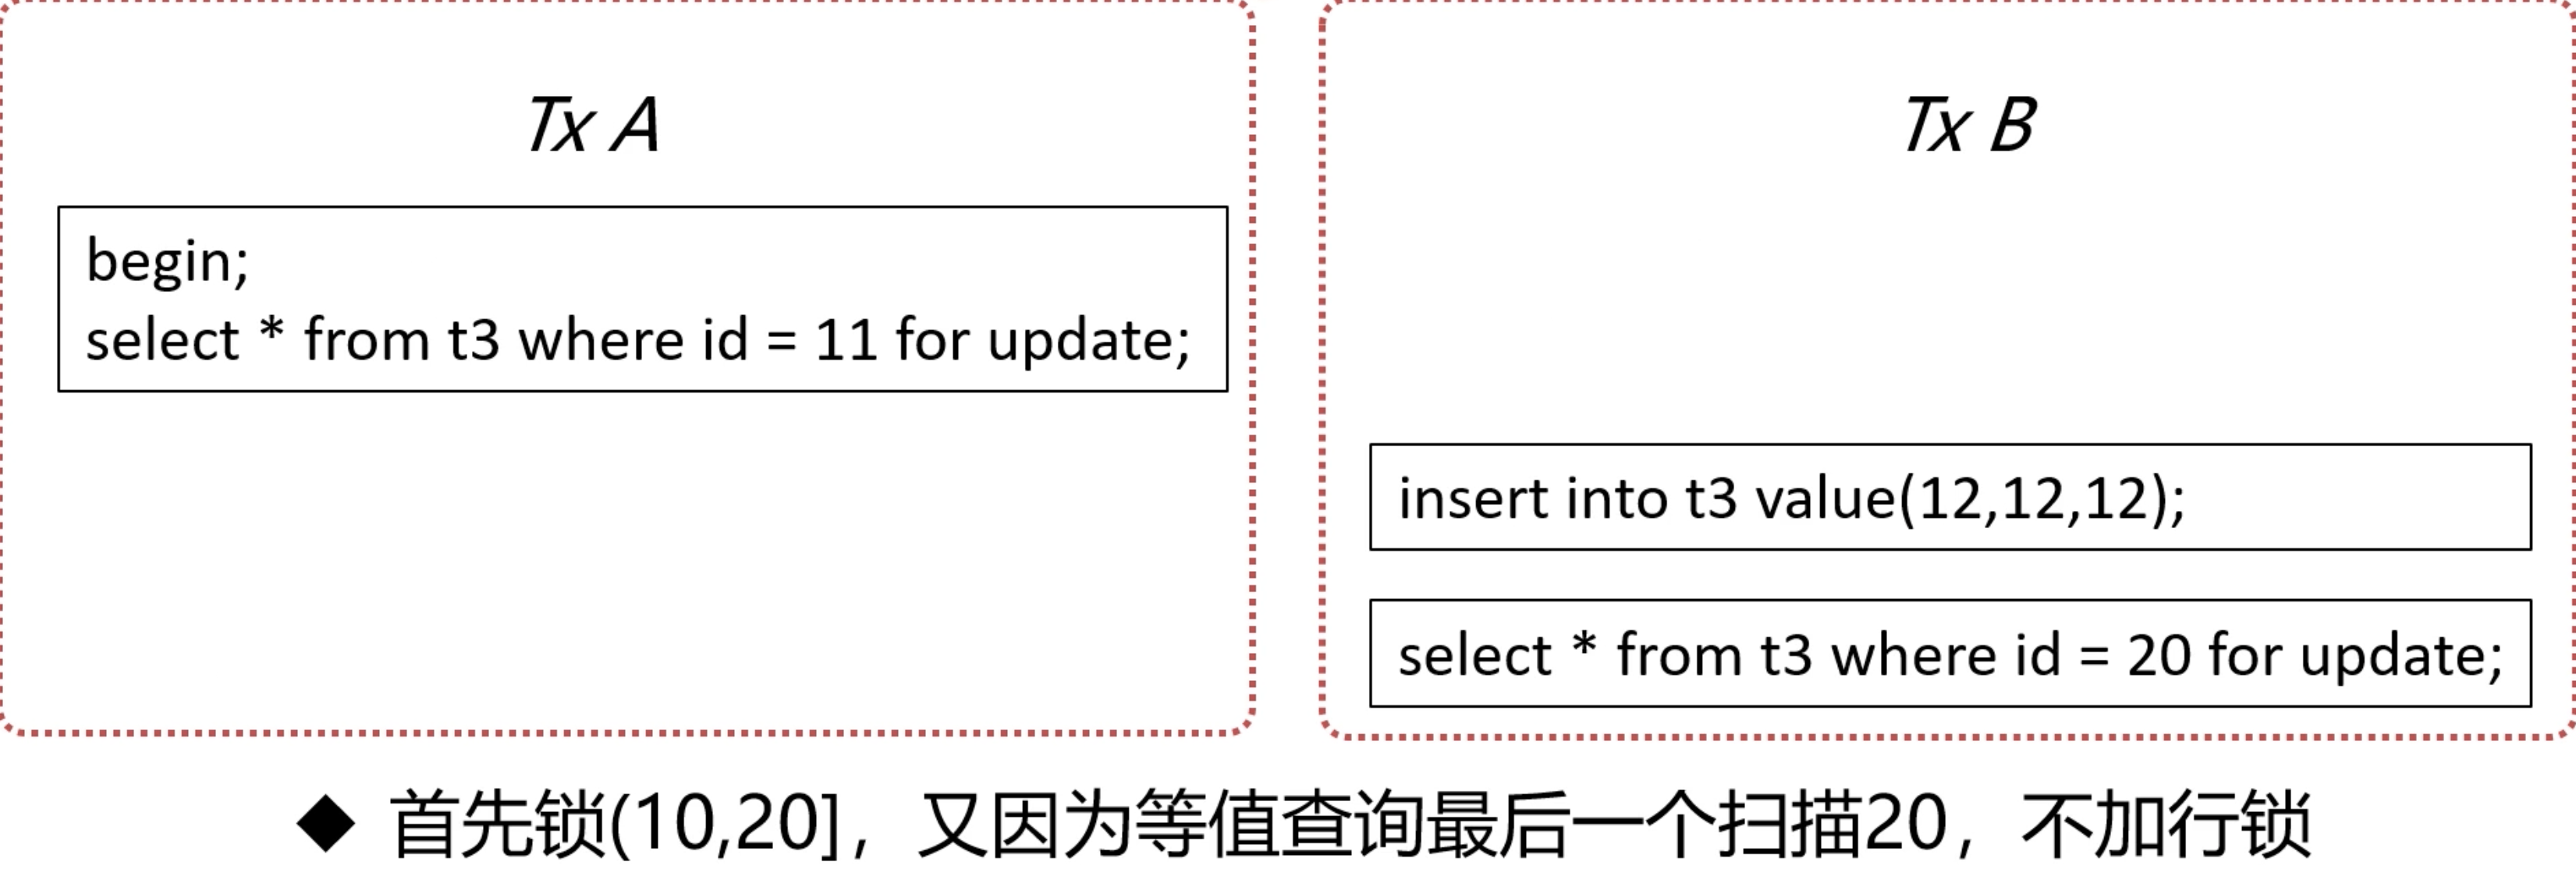 Tx A
begin;
select * from t3 where id = 11 for update;
Tx B
insert into t3 value(12,12,12);
select * from t3 where id = 20 for update;
◆ 首先锁(10,20]，又因为等值查询最后一个扫描20，不加行锁